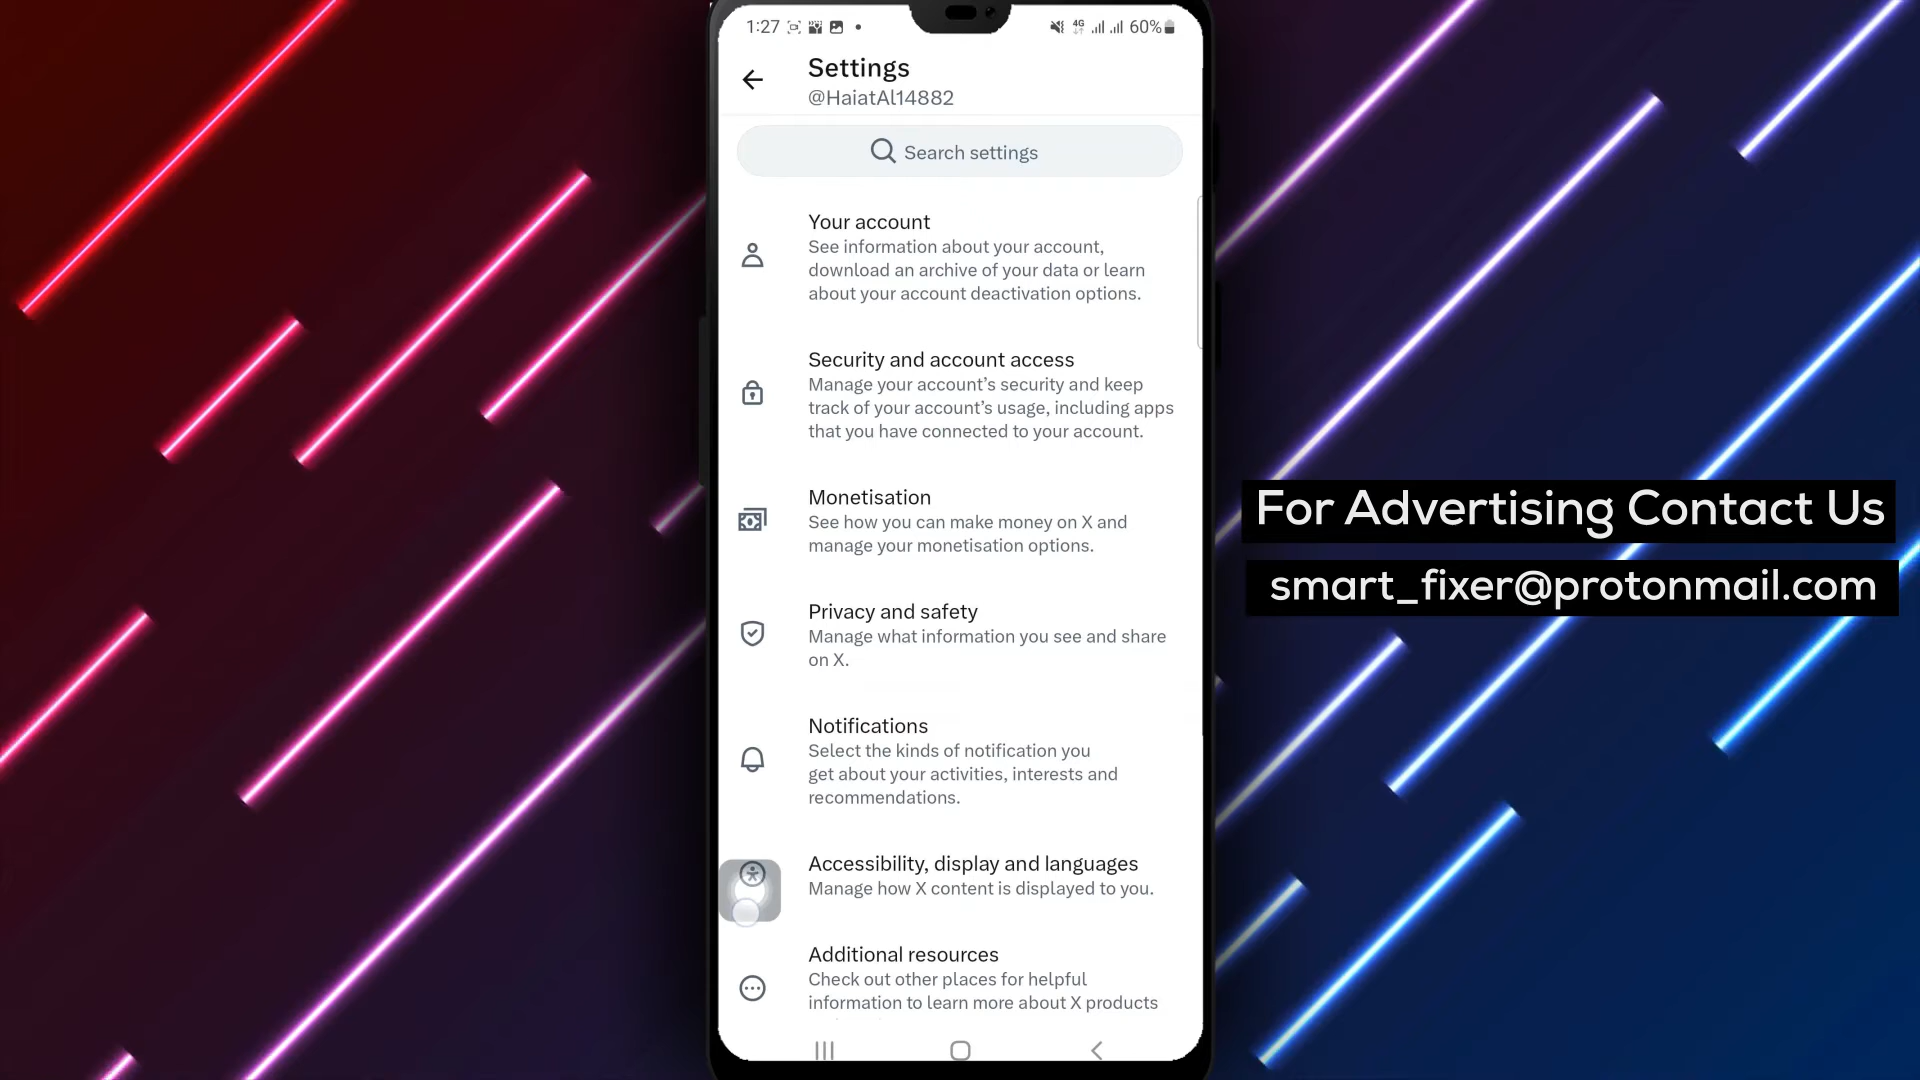 1:27
4G
60%
Settings
@HaiatAl14882
Search settings
Your account
See information about your account,
download an archive of your data or learn
about your account deactivation options.
Security and account access
Manage your account’s security and keep
track of your account’s usage, including apps
that you have connected to your account.
Monetisation
See how you can make money on X and
manage your monetisation options.
Privacy and safety
Manage what information you see and share
on X.
Notifications
Select the kinds of notification you
get about your activities, interests and
recommendations.
Accessibility, display and languages
Manage how X content is displayed to you.
Additional resources
Check out other places for helpful
information to learn more about X products
For Advertising Contact Us
smart_fixer@protonmail.com